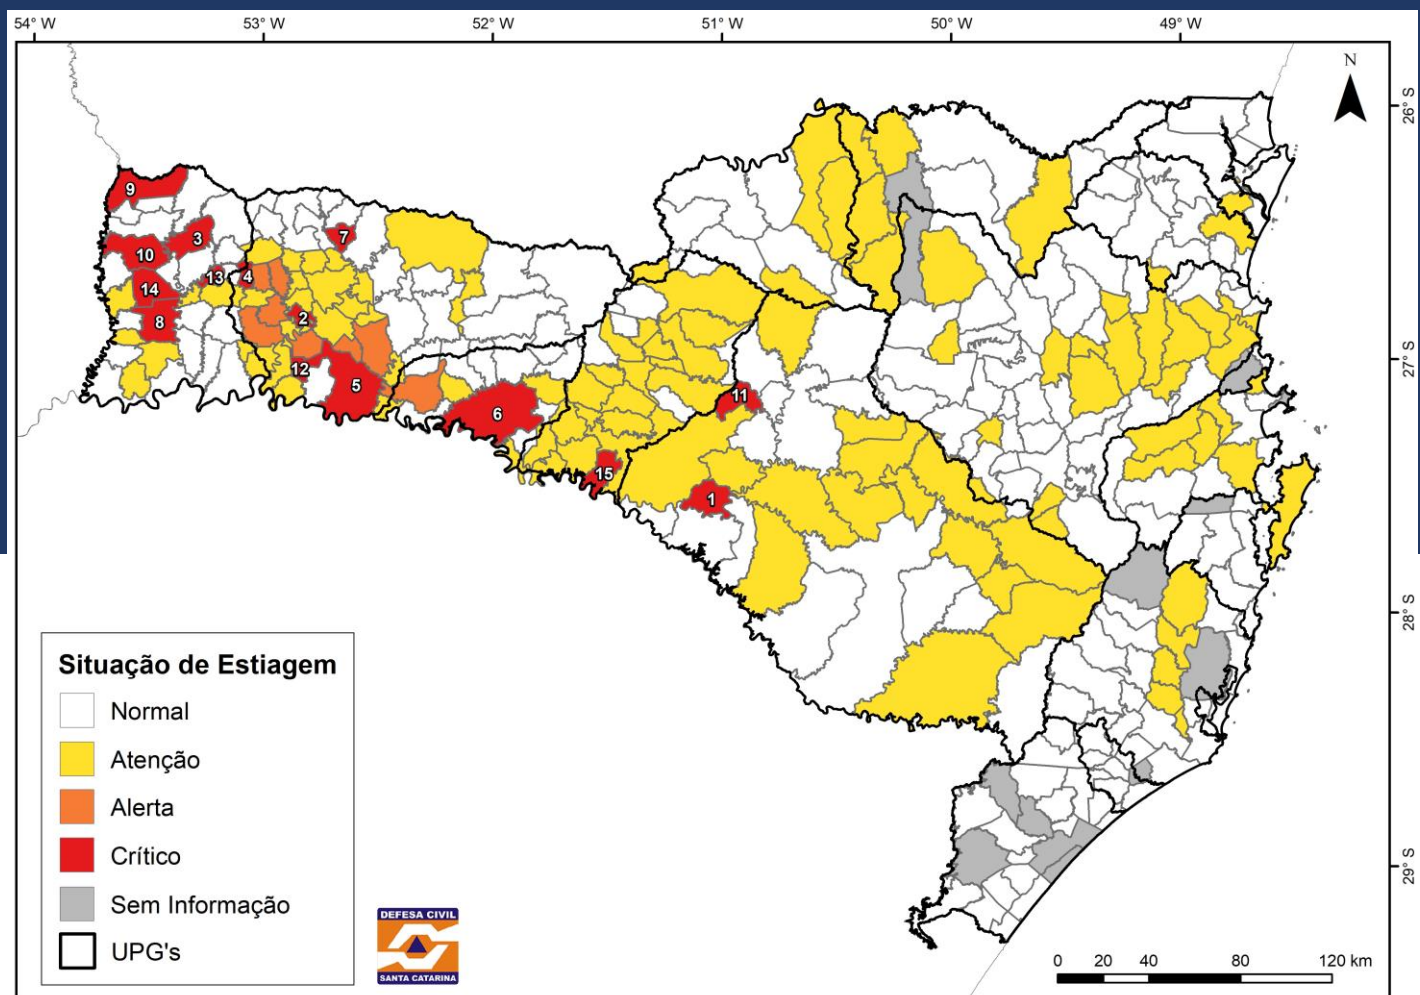 54° W 53° W 52° W 51° W 50° W 49° W
N
26° S
9
3
7
10
13
4
14
2
8
27° S
12
5
11
6
15
1
28° S
Situação de Estiagem
Normal
Atenção
Alerta
Crítico
29° S
Sem Informação
DEFESA CIVIL
UPG's
SANTA CATARINA
0 20 40 80 120 km